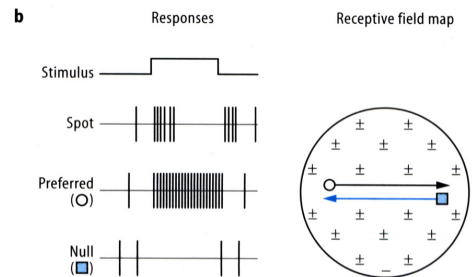 b
Responses
Receptive field map
Stimulus
Spot
Preferred
(○)
Null
(■)
± ±
± ±
± ±
± ±
± ± ±
± ±
−